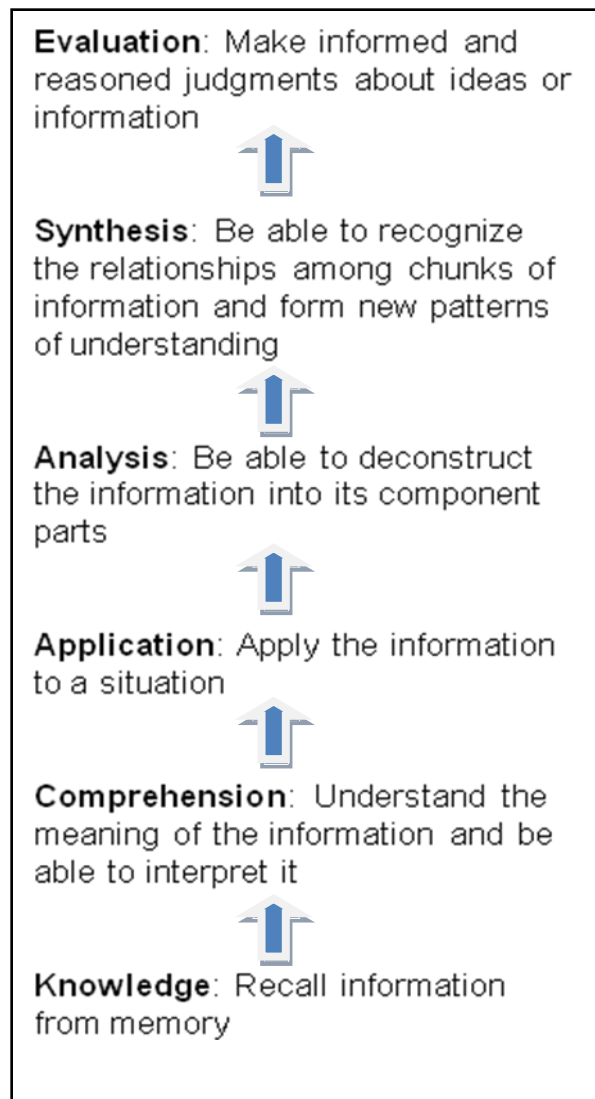 Evaluation: Make informed and
reasoned judgments about ideas or
information
Synthesis: Be able to recognize
the relationships among chunks of
information and form new patterns
of understanding
Analysis: Be able to deconstruct
the information into its component
parts
Application: Apply the information
to a situation
Comprehension: Understand the
meaning of the information and be
able to interpret it
Knowledge: Recall information
from memory